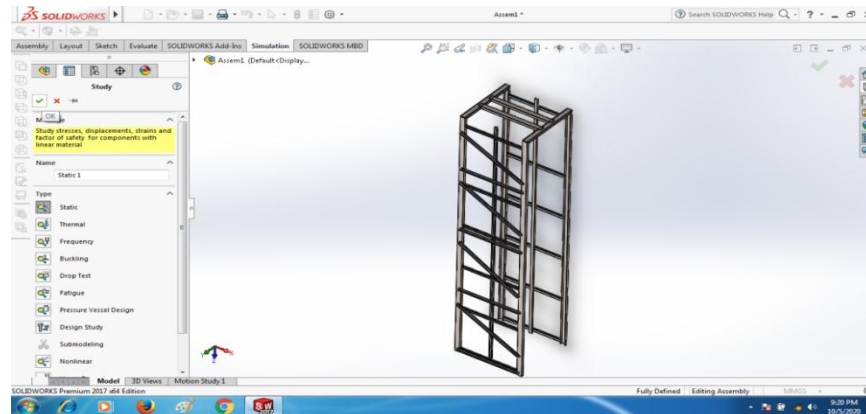 SOLIDWORKS
Assem1 *
Search SOLIDWORKS Help
Assembly Layout Sketch Evaluate SOLIDWORKS Add-Ins Simulation SOLIDWORKS MBD
Assem1 (Default<Display...
Study
OK
Study stresses, displacements, strains and
factor of safety for components with
linear material
Name
Static 1
Type
Static
Thermal
Frequency
Buckling
Drop Test
Fatigue
Pressure Vessel Design
Design Study
Submodeling
Nonlinear
Model 3D Views Motion Study 1
SOLIDWORKS Premium 2017 x64 Edition
Fully Defined Editing Assembly MMGS
9:20 PM